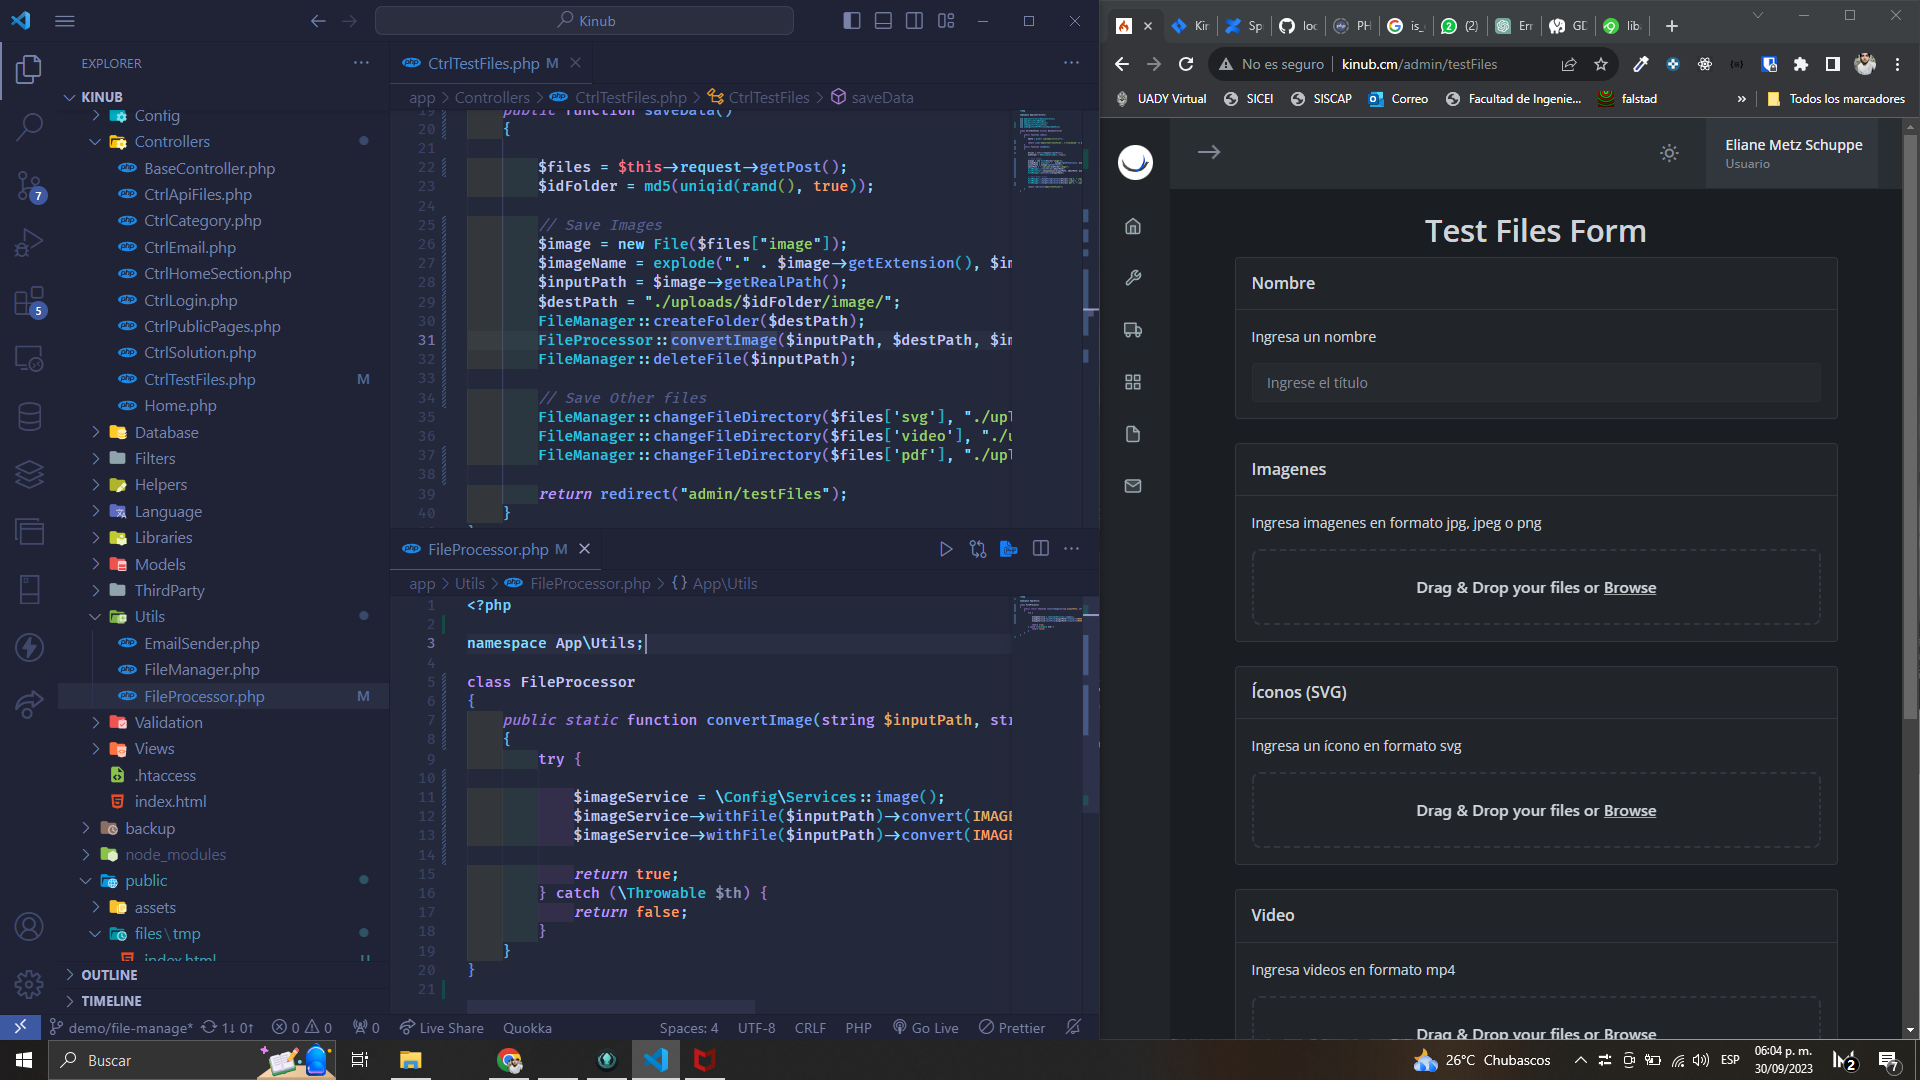 Kinub
EXPLORER
KINUB
Config
Controllers
BaseController.php
CtrlApiFiles.php
CtrlCategory.php
CtrlEmail.php
CtrlHomeSection.php
CtrlLogin.php
CtrlPublicPages.php
CtrlSolution.php
CtrlTestFiles.php M
Home.php
Database
Filters
Helpers
Language
Libraries
Models
ThirdParty
Utils
EmailSender.php
FileManager.php
FileProcessor.php M
Validation
Views
.htaccess
index.html
backup
node_modules
public
assets
files\tmp
index.html U
OUTLINE
TIMELINE
7
5
CtrlTestFiles.php M
app > Controllers > CtrlTestFiles.php > CtrlTestFiles > saveData
19 public function saveData()
20 {
21
22 $files = $this->request->getPost();
23 $idFolder = md5(uniqid(rand(), true));
24
25 // Save Images
26 $image = new File($files["image"]);
27 $imageName = explode("." . $image->getExtension(), $im
28 $inputPath = $image->getRealPath();
29 $destPath = "./uploads/$idFolder/image/";
30 FileManager::createFolder($destPath);
31 FileProcessor::convertImage($inputPath, $destPath, $im
32 FileManager::deleteFile($inputPath);
33
34 // Save Other files
35 FileManager::changeFileDirectory($files['svg'], "./upl
36 FileManager::changeFileDirectory($files['video'], "./u
37 FileManager::changeFileDirectory($files['pdf'], "./upl
38
39 return redirect("admin/testFiles");
40 }
FileProcessor.php M
app > Utils > FileProcessor.php > {} App\Utils
1 <?php
2
3 namespace App\Utils;
4
5 class FileProcessor
6 {
7 public static function convertImage(string $inputPath, str
8 {
9 try {
10
11 $imageService = \Config\Services::image();
12 $imageService->withFile($inputPath)->convert(IMAGE
13 $imageService->withFile($inputPath)->convert(IMAGE
14
15 return true;
16 } catch (\Throwable $th) {
17 return false;
18 }
19 }
20 }
21
demo/file-manage* 1↓ 0↑ 0 0 0 Live Share Quokka Spaces: 4 UTF-8 CRLF PHP Go Live Prettier
Kin Sp loc PH is_ (2) Err GD lib
No es seguro kinub.cm/admin/testFiles
UADY Virtual SICEI SISCAP Correo Facultad de Ingenie... falstad » Todos los marcadores
Eliane Metz Schuppe
Usuario
Test Files Form
Nombre
Ingresa un nombre
Ingrese el título
Imagenes
Ingresa imagenes en formato jpg, jpeg o png
Drag & Drop your files or Browse
Íconos (SVG)
Ingresa un ícono en formato svg
Drag & Drop your files or Browse
Video
Ingresa videos en formato mp4
Drag & Drop your files or Browse
Buscar
26°C Chubascos
ESP
06:04 p. m.
30/09/2023
2
7